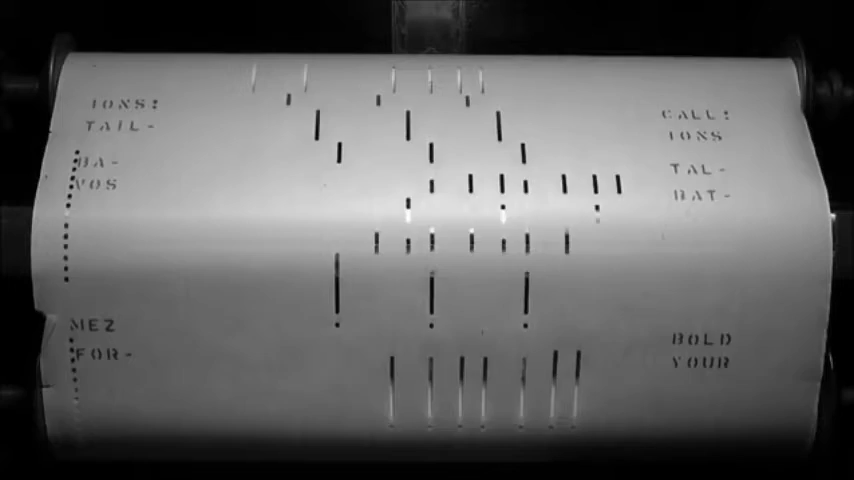 IONS!
TAIL-
BA-
VOS
MEZ
FOR-
CALL!
IONS
TAL-
BAT-
BOLD
YOUR